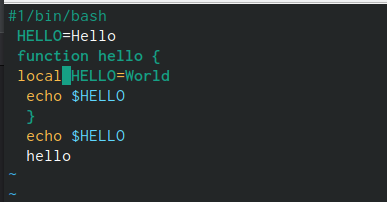 #1/bin/bash
HELLO=Hello
function hello {
local HELLO=World
echo $HELLO
}
echo $HELLO
hello
~
~